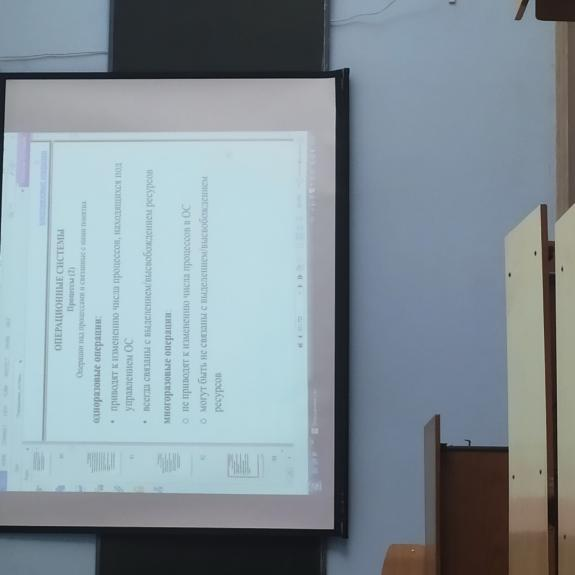 ОПЕРАЦИОННЫЕ СИСТЕМЫ
Процессы (2)
Операции над процессами и связанные с ними понятия
одноразовые операции:
• приводят к изменению числа процессов, находящихся под
управлением ОС
• всегда связаны с выделением/высвобождением ресурсов
многоразовые операции:
○ не приводят к изменению числа процессов в ОС
○ могут быть не связаны с выделением/высвобождением
ресурсов